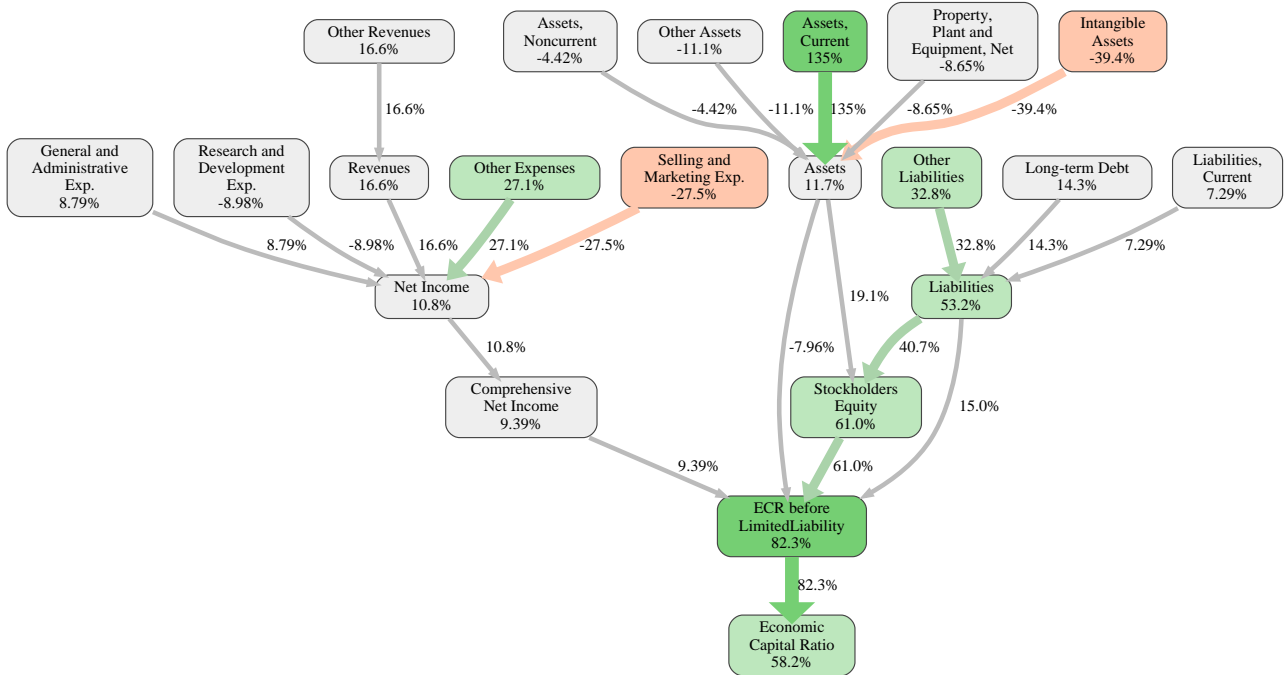 Other Revenues
16.6%
Assets,
Noncurrent
-4.42%
Other Assets
-11.1%
Assets,
Current
135%
Property,
Plant and
Equipment, Net
-8.65%
Intangible
Assets
-39.4%
16.6%
-4.42%
-11.1%
135%
-8.65%
-39.4%
General and
Administrative
Exp.
8.79%
Research and
Development
Exp.
-8.98%
Revenues
16.6%
Other Expenses
27.1%
Selling and
Marketing Exp.
-27.5%
Assets
11.7%
Other
Liabilities
32.8%
Long-term Debt
14.3%
Liabilities,
Current
7.29%
8.79%
-8.98%
16.6%
27.1%
-27.5%
32.8%
14.3%
7.29%
Net Income
10.8%
19.1%
Liabilities
53.2%
10.8%
-7.96%
40.7%
15.0%
Comprehensive
Net Income
9.39%
Stockholders
Equity
61.0%
9.39%
61.0%
ECR before
LimitedLiability
82.3%
82.3%
Economic
Capital Ratio
58.2%